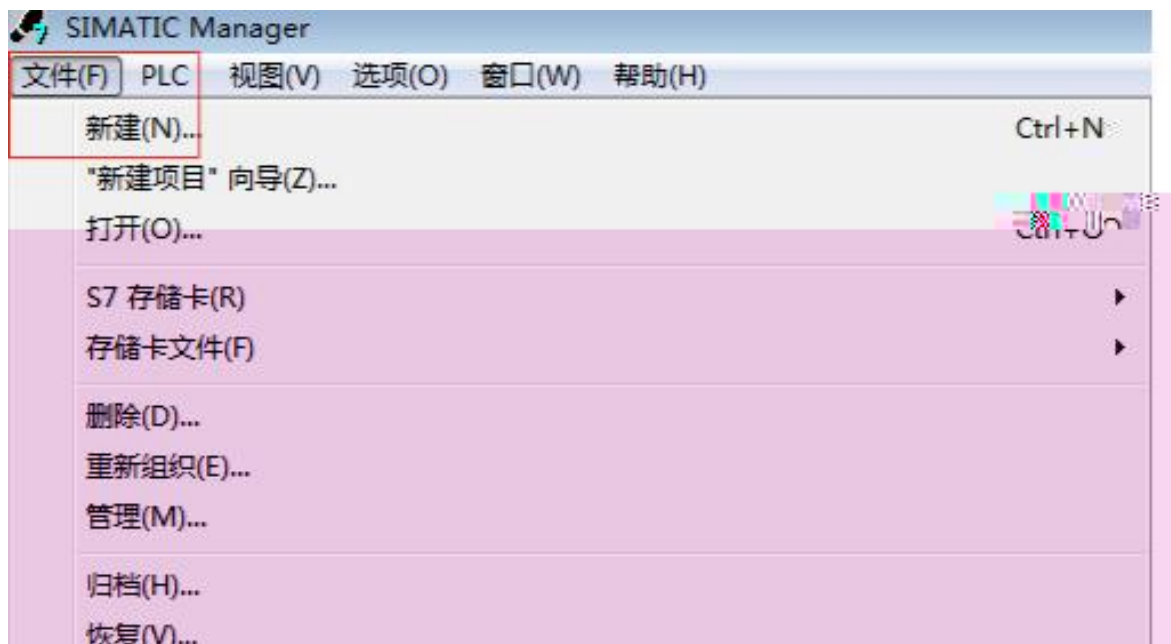 SIMATIC Manager
文件(F) PLC 视图(V) 选项(O) 窗口(W) 帮助(H)
新建(N)... Ctrl+N
"新建项目" 向导(Z)...
打开(O)...
S7 存储卡(R)
存储卡文件(F)
删除(D)...
重新组织(E)...
管理(M)...
归档(H)...
恢复(V)...